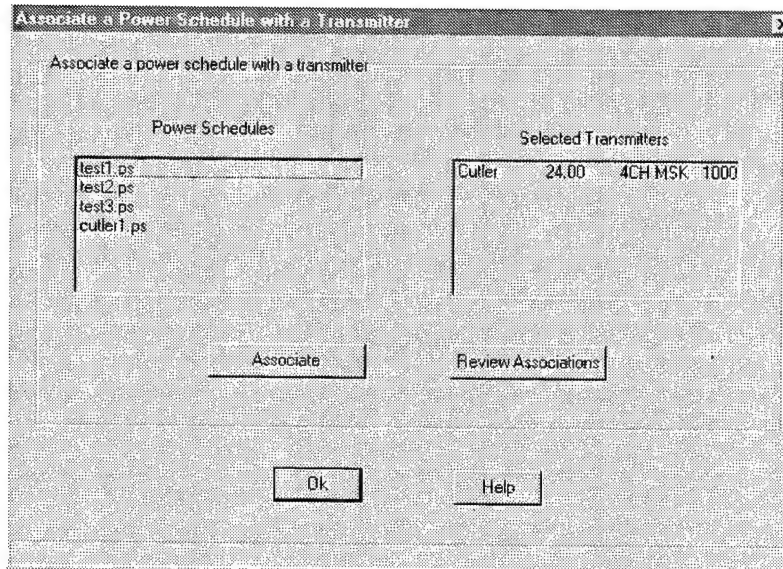 Associate a Power Schedule with a Transmitter
Associate a power schedule with a transmitter
Power Schedules
test1.ps
test2.ps
test3.ps
cutler1.ps
Selected Transmitters
Cutler 24.00 4CH MSK 1000
Associate
Review Associations
Ok
Help